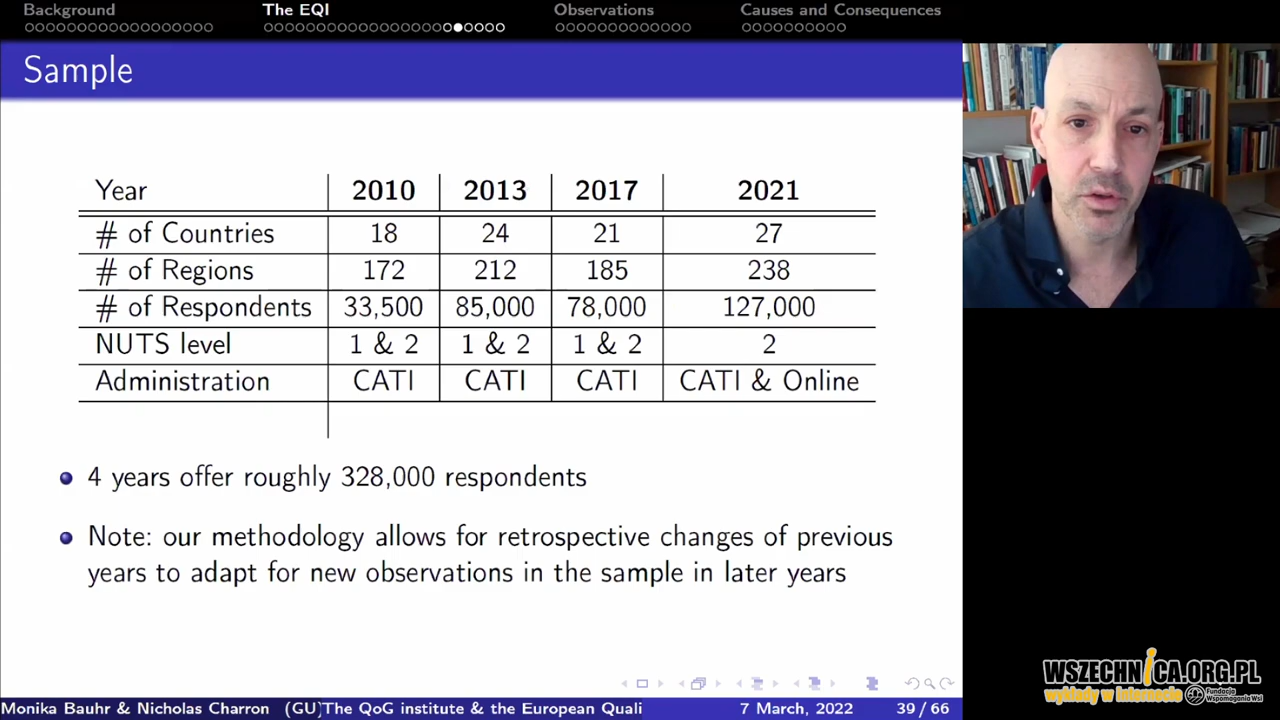 Background The EQI Observations Causes and Consequences
Sample
Year 2010 2013 2017 2021
# of Countries 18 24 21 27
# of Regions 172 212 185 238
# of Respondents 33,500 85,000 78,000 127,000
NUTS level 1 & 2 1 & 2 1 & 2 2
Administration CATI CATI CATI CATI & Online
4 years offer roughly 328,000 respondents
Note: our methodology allows for retrospective changes of previous
years to adapt for new observations in the sample in later years
WSZECHNICA.ORG.PL
wykłady w internecie Fundacja
Wspomagania Wsi
Monika Bauhr & Nicholas Charron (GU) The QoG institute & the European Quali 7 March, 2022 39 / 66